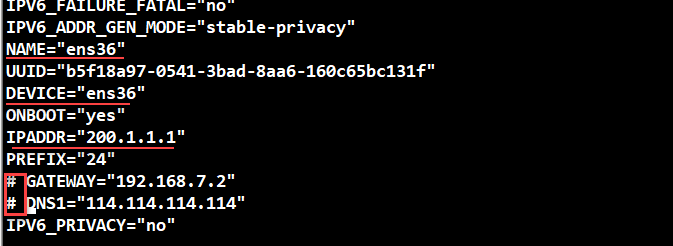 IPV6_FAILURE_FATAL="no"
IPV6_ADDR_GEN_MODE="stable-privacy"
NAME="ens36"
UUID="b5f18a97-0541-3bad-8aa6-160c65bc131f"
DEVICE="ens36"
ONBOOT="yes"
IPADDR="200.1.1.1"
PREFIX="24"
# GATEWAY="192.168.7.2"
# DNS1="114.114.114.114"
IPV6_PRIVACY="no"